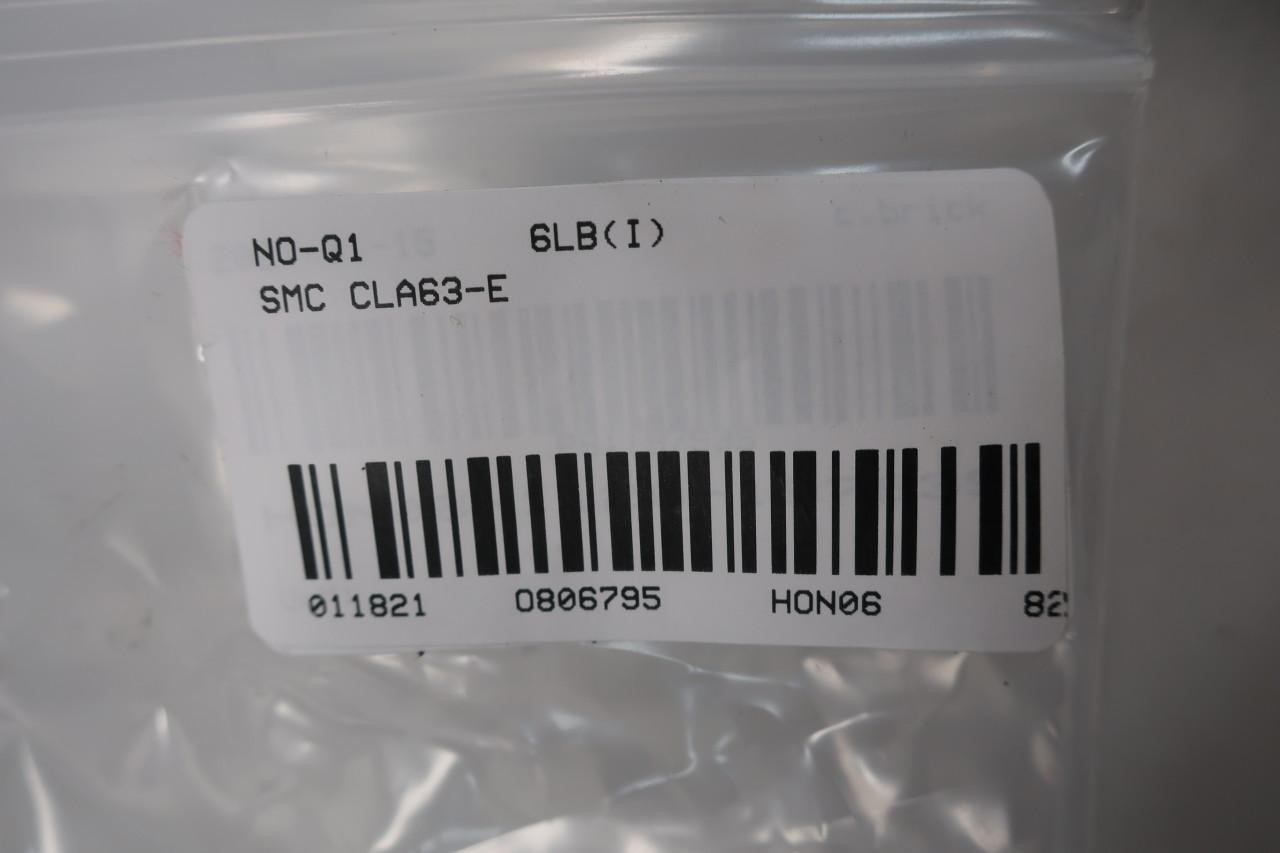 NO-Q1 6LB(I)
SMC CLA63-E
011821 0806795 HON06